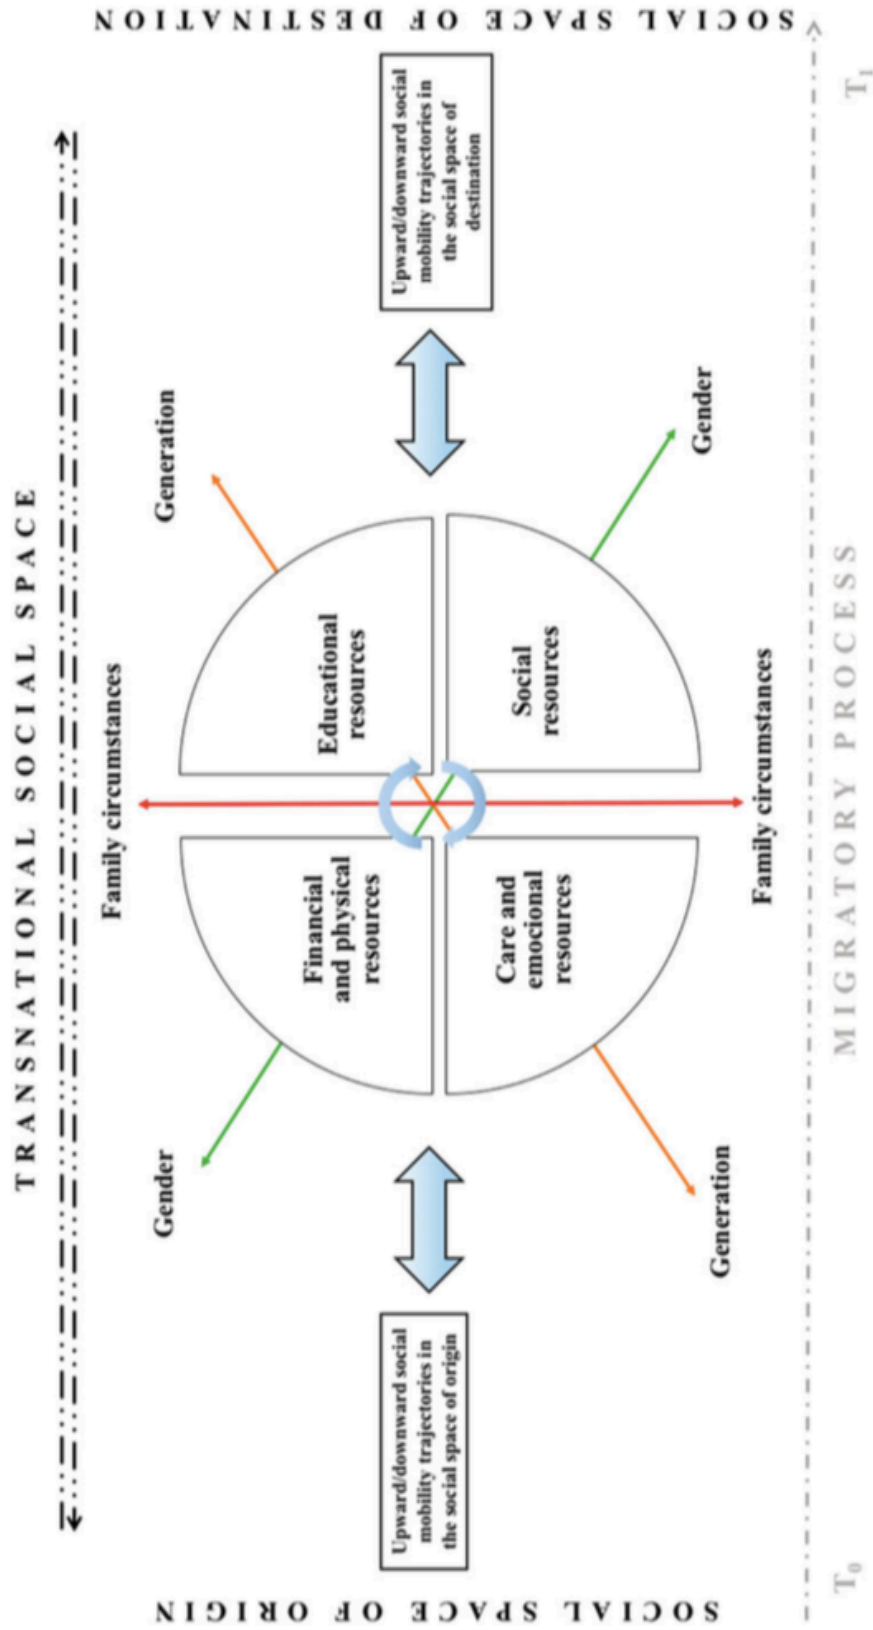 TRANSNATIONAL SOCIAL SPACE
SOCIAL SPACE OF ORIGIN
Upward/downward social
mobility trajectories in
the social space of origin
Gender
Family circumstances
Generation
Financial
and physical
resources
Educational
resources
Care and
emocional
resources
Social
resources
Generation
Family circumstances
Gender
Upward/downward social
mobility trajectories in
the social space of
destination
SOCIAL SPACE OF DESTINATION
T₀
MIGRATORY PROCESS
T₁